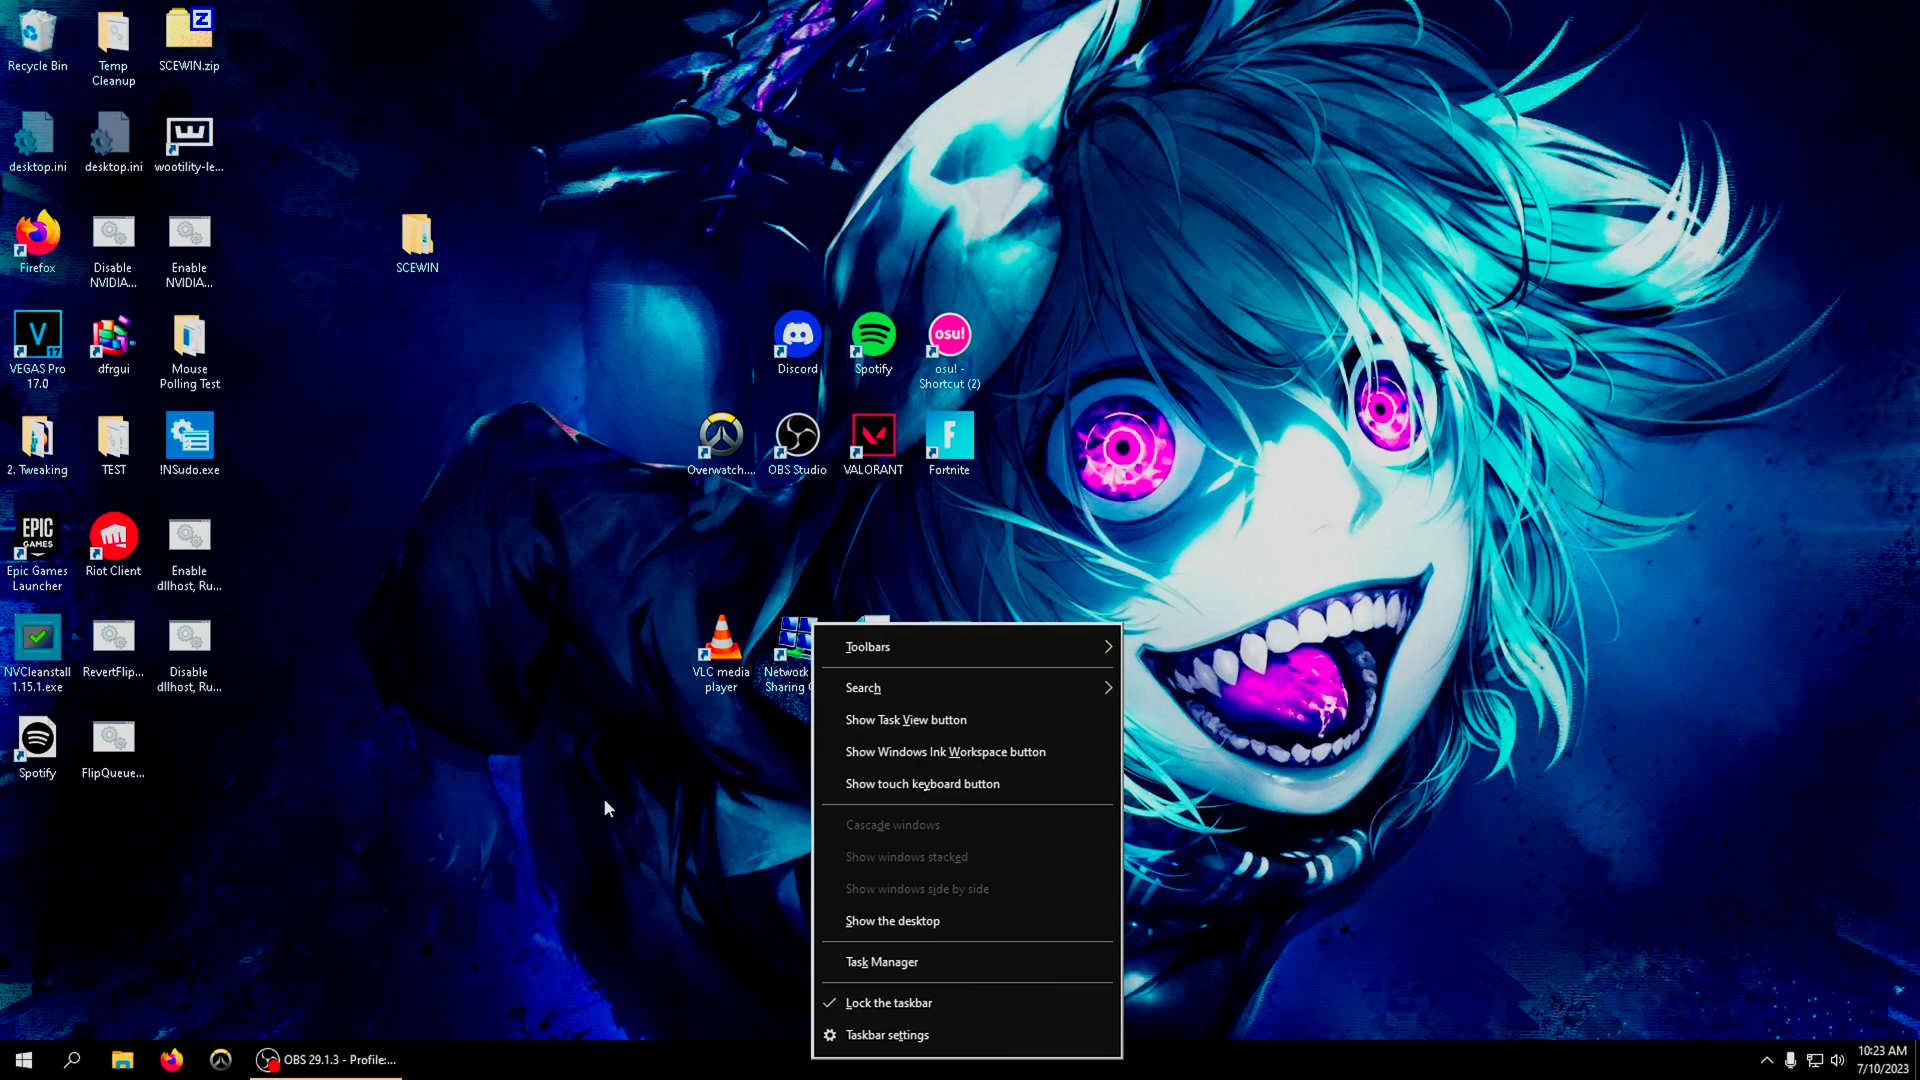 Recycle Bin
Temp
Cleanup
SCEWIN.zip
desktop.ini
desktop.ini
wootility-le...
Firefox
Disable
NVIDIA...
Enable
NVIDIA...
SCEWIN
VEGAS Pro
17.0
dfrgui
Mouse
Polling Test
Discord
Spotify
osu!
osu! -
Shortcut (2)
2. Tweaking
TEST
!NSudo.exe
Overwatch....
OBS Studio
VALORANT
Fortnite
EPIC
GAMES
Epic Games
Launcher
Riot Client
Enable
dllhost, Ru...
NVCleanstall
1.15.1.exe
RevertFlip...
Disable
dllhost, Ru...
VLC media
player
Network
Sharing
Spotify
FlipQueue...
Toolbars
Search
Show Task View button
Show Windows Ink Workspace button
Show touch keyboard button
Cascade windows
Show windows stacked
Show windows side by side
Show the desktop
Task Manager
Lock the taskbar
Taskbar settings
OBS 29.1.3 - Profile:...
10:23 AM
7/10/2023